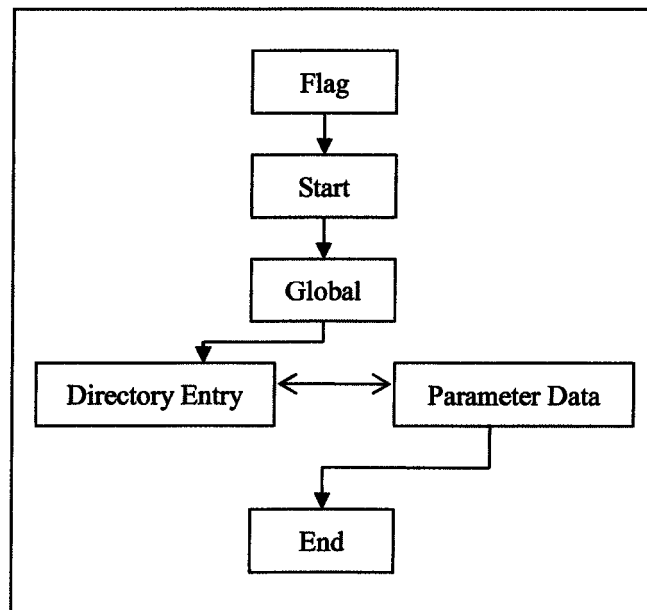 Flag
Start
Global
Directory Entry
Parameter Data
End